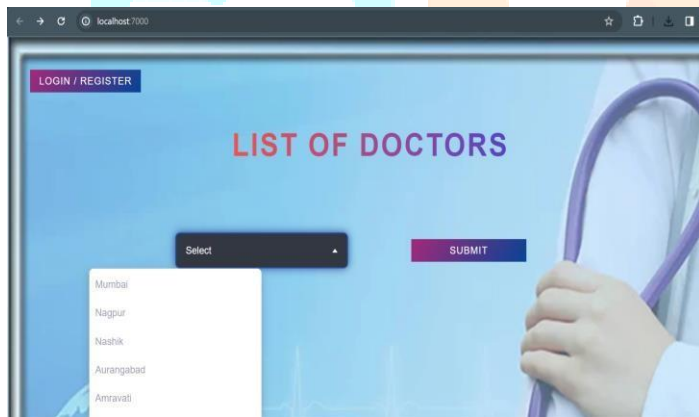 localhost:7000
LOGIN / REGISTER
LIST OF DOCTORS
Select
SUBMIT
Mumbai
Nagpur
Nashik
Aurangabad
Amravati